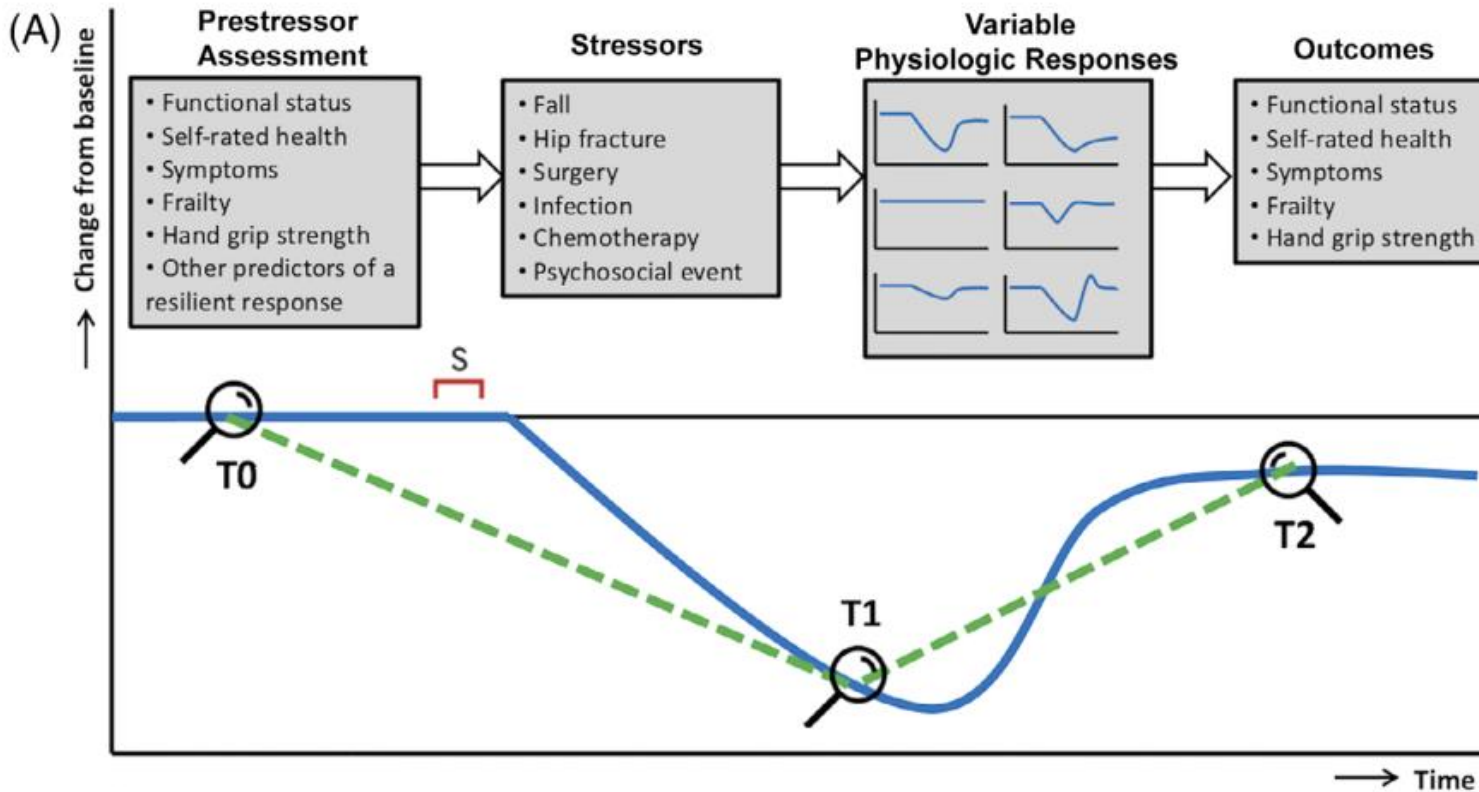 (A)
Change from baseline
Prestressor
Assessment
• Functional status
• Self-rated health
• Symptoms
• Frailty
• Hand grip strength
• Other predictors of a
resilient response
Stressors
• Fall
• Hip fracture
• Surgery
• Infection
• Chemotherapy
• Psychosocial event
Variable
Physiologic Responses
Outcomes
• Functional status
• Self-rated health
• Symptoms
• Frailty
• Hand grip strength
S
T0
T1
T2
Time